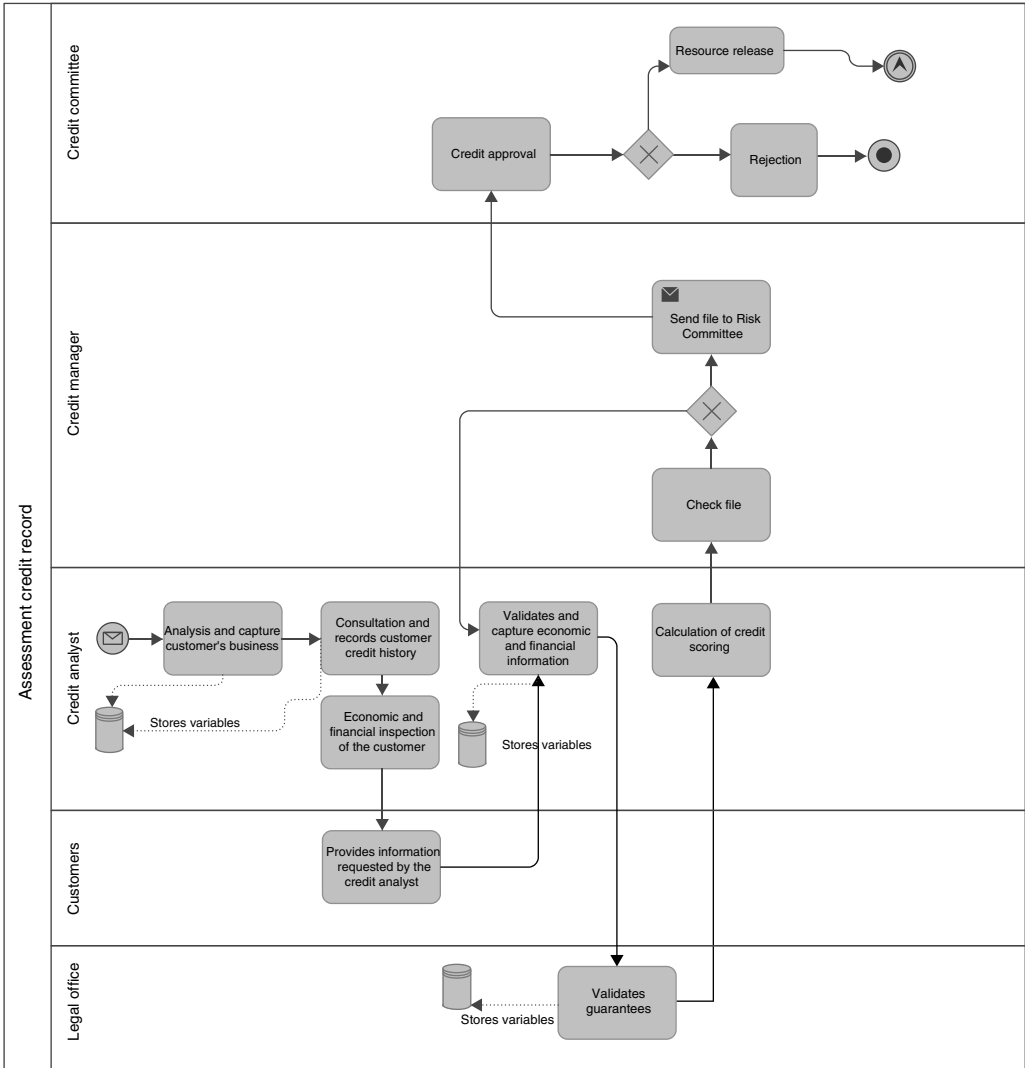 Assessment credit record
Credit committee
Resource release
Credit approval
Rejection
Credit manager
Send file to Risk
Committee
Check file
Credit analyst
Analysis and capture
customer's business
Consultation and
records customer
credit history
Validates and
capture economic
and financial
information
Calculation of credit
scoring
Stores variables
Economic and
financial inspection
of the customer
Stores variables
Customers
Provides information
requested by the
credit analyst
Legal office
Validates
guarantees
Stores variables